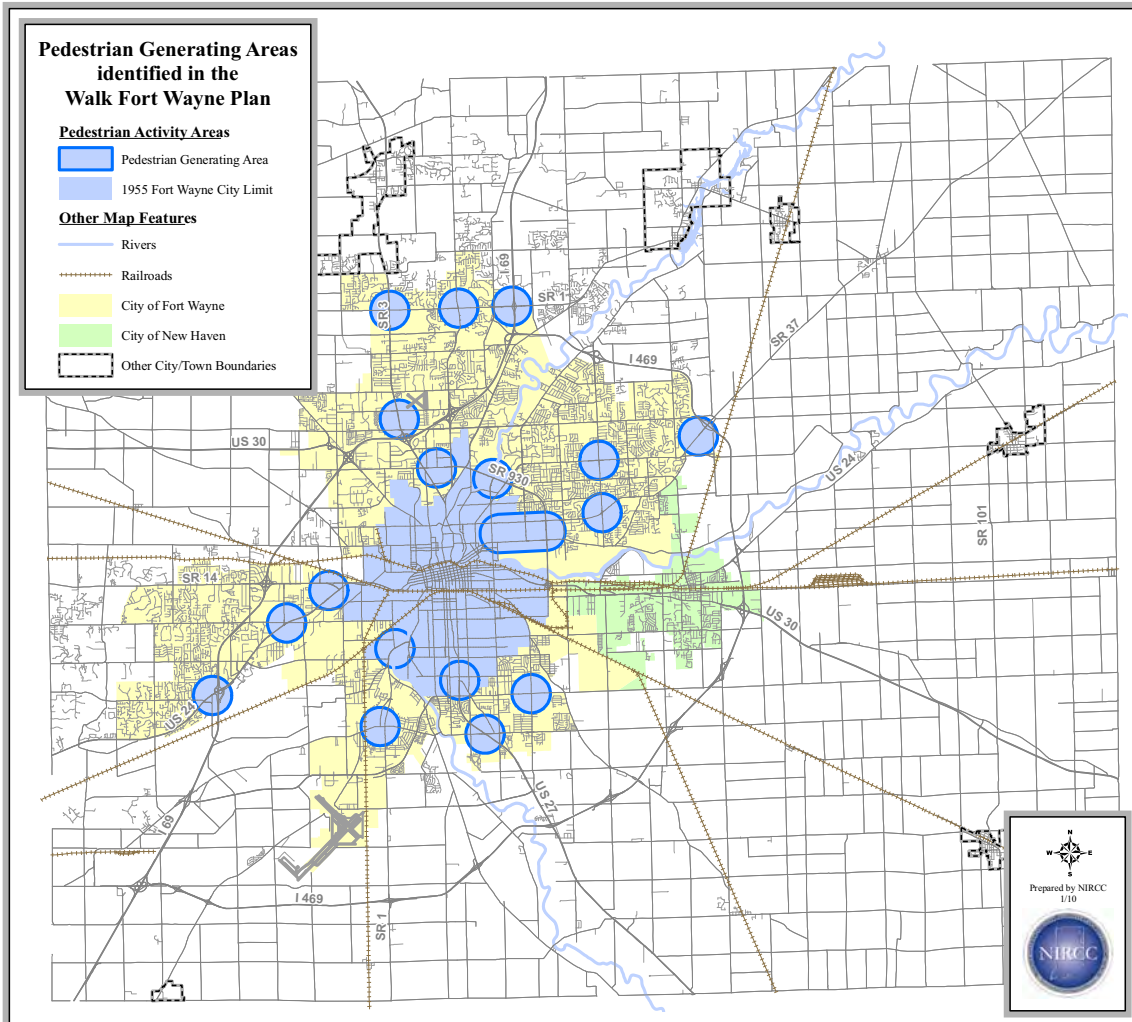 Pedestrian Generating Areas
identified in the
Walk Fort Wayne Plan
Pedestrian Activity Areas
Pedestrian Generating Area
1955 Fort Wayne City Limit
Other Map Features
Rivers
Railroads
City of Fort Wayne
City of New Haven
Other City/Town Boundaries
I 69
SR 1
SR 3
SR 37
I 469
US 30
SR 930
US 24
SR 101
SR 14
US 30
US 24
US 27
I 69
I 469
SR 1
N
W E
S
Prepared by NIRCC
1/10
NIRCC